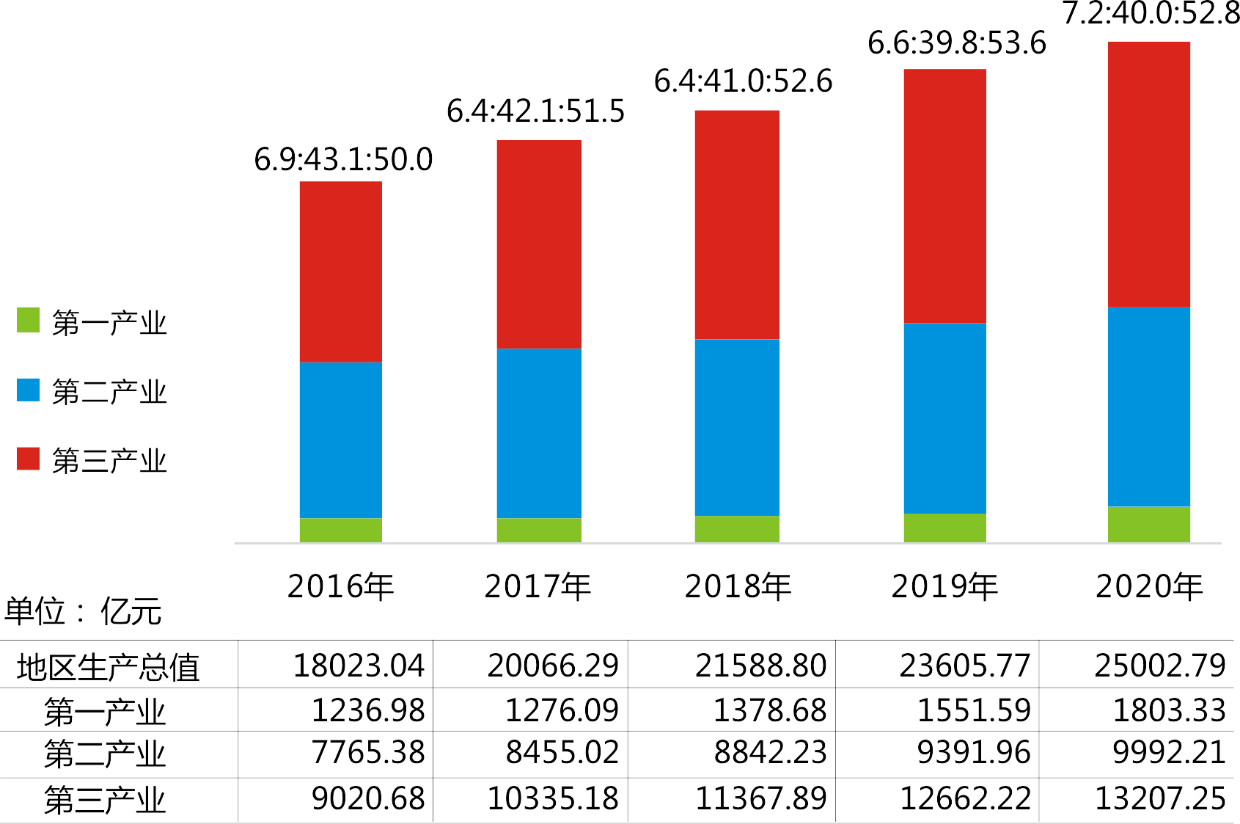 7.2:40.0:52.8
6.6:39.8:53.6
6.4:41.0:52.6
6.4:42.1:51.5
6.9:43.1:50.0
第一产业
第二产业
第三产业
2016年 2017年 2018年 2019年 2020年
单位：亿元
地区生产总值 18023.04 20066.29 21588.80 23605.77 25002.79
第一产业 1236.98 1276.09 1378.68 1551.59 1803.33
第二产业 7765.38 8455.02 8842.23 9391.96 9992.21
第三产业 9020.68 10335.18 11367.89 12662.22 13207.25